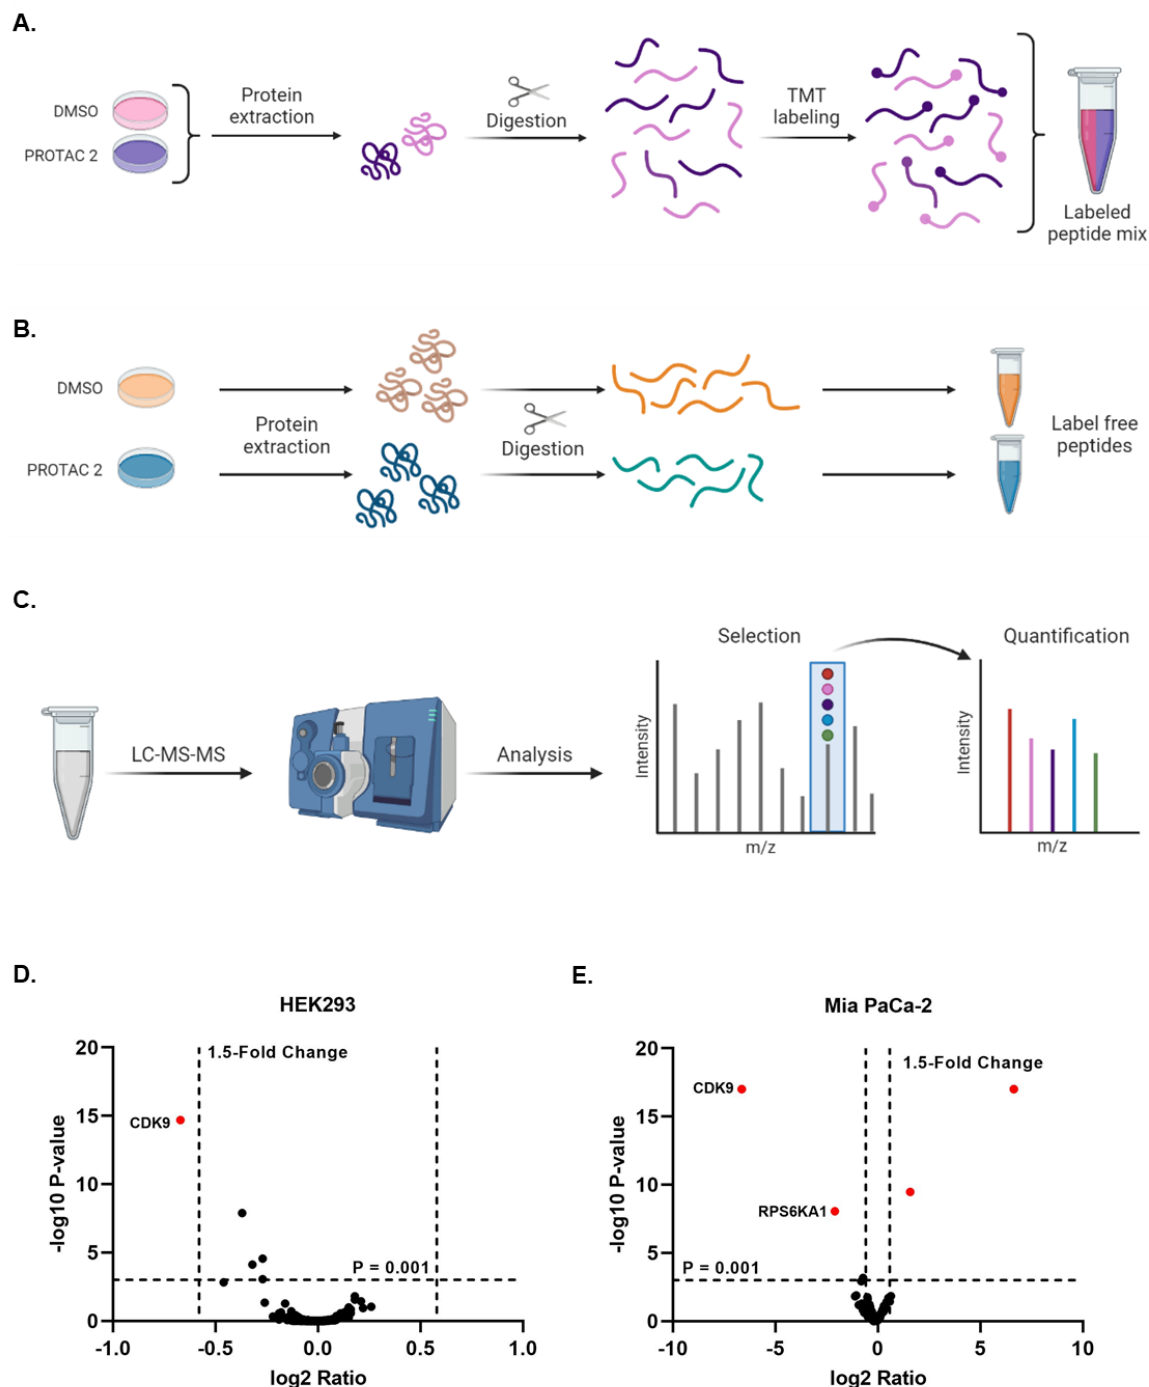 A.
DMSO
PROTAC 2
Protein
extraction
Digestion
TMT
labeling
Labeled
peptide mix
B.
DMSO
PROTAC 2
Protein
extraction
Digestion
Label free
peptides
C.
LC-MS-MS
Analysis
Selection
Intensity
m/z
Quantification
Intensity
m/z
D.
HEK293
1.5-Fold Change
CDK9
P = 0.001
-log10 P-value
20
15
10
5
0
-1.0 -0.5 0.0 0.5 1.0
log2 Ratio
E.
Mia PaCa-2
1.5-Fold Change
CDK9
RPS6KA1
P = 0.001
-log10 P-value
20
15
10
5
0
-10 -5 0 5 10
log2 Ratio